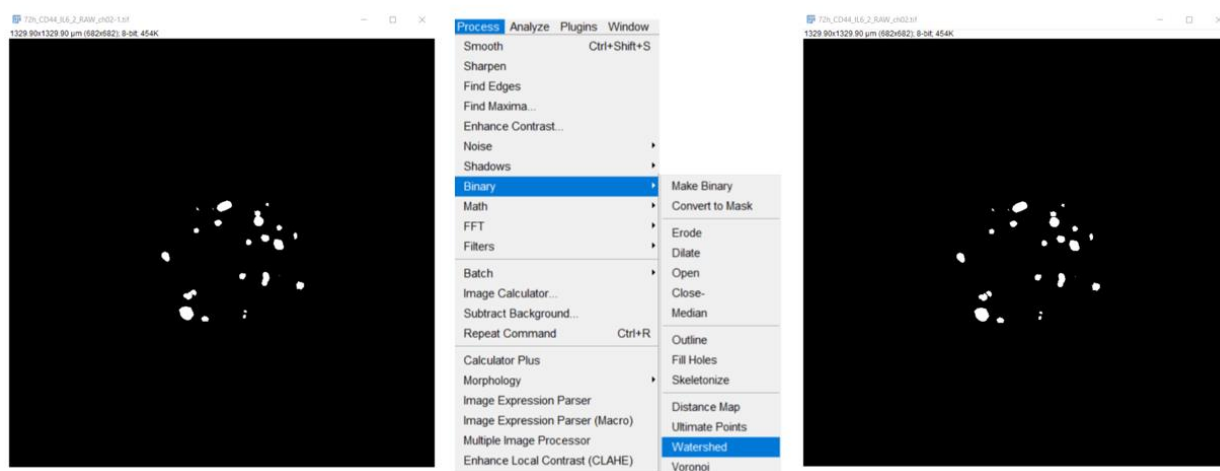 72h_CD44_IL6_2_RAW_ch02-1.tif
1329.90x1329.90 µm (682x682); 8-bit; 454K
Process Analyze Plugins Window
Smooth Ctrl+Shift+S
Sharpen
Find Edges
Find Maxima...
Enhance Contrast...
Noise
Shadows
Binary
Math
FFT
Filters
Batch
Image Calculator...
Subtract Background...
Repeat Command Ctrl+R
Calculator Plus
Morphology
Image Expression Parser
Image Expression Parser (Macro)
Multiple Image Processor
Enhance Local Contrast (CLAHE)
Make Binary
Convert to Mask
Erode
Dilate
Open
Close-
Median
Outline
Fill Holes
Skeletonize
Distance Map
Ultimate Points
Watershed
Voronoi
72h_CD44_IL6_2_RAW_ch02.tif
1329.90x1329.90 µm (682x682); 8-bit; 454K